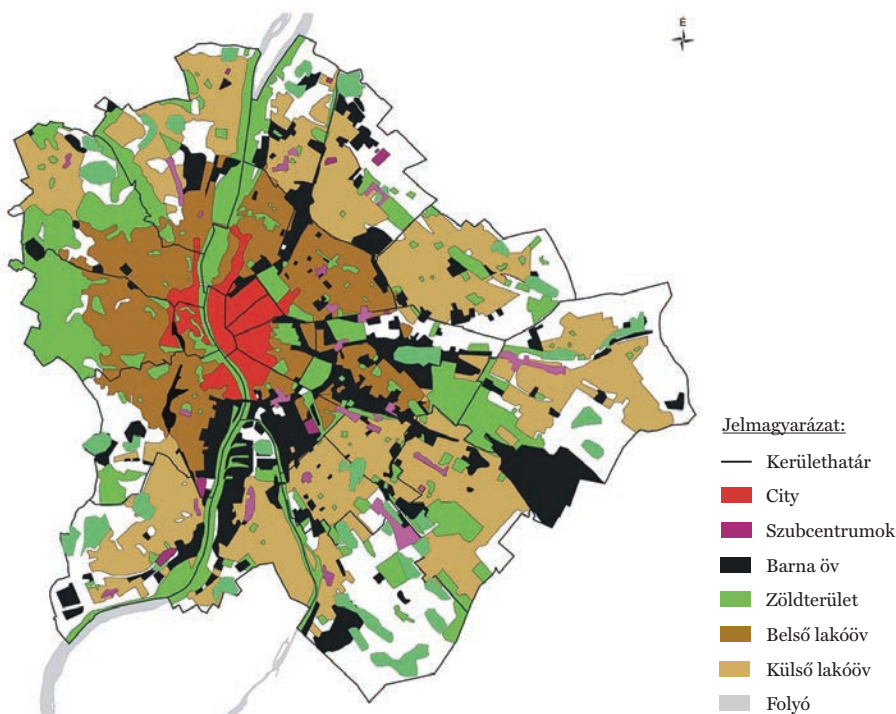 É
Jelmagyarázat:
Kerülethatár
City
Szubcentrumok
Barna öv
Zöldterület
Belső lakóöv
Külső lakóöv
Folyó